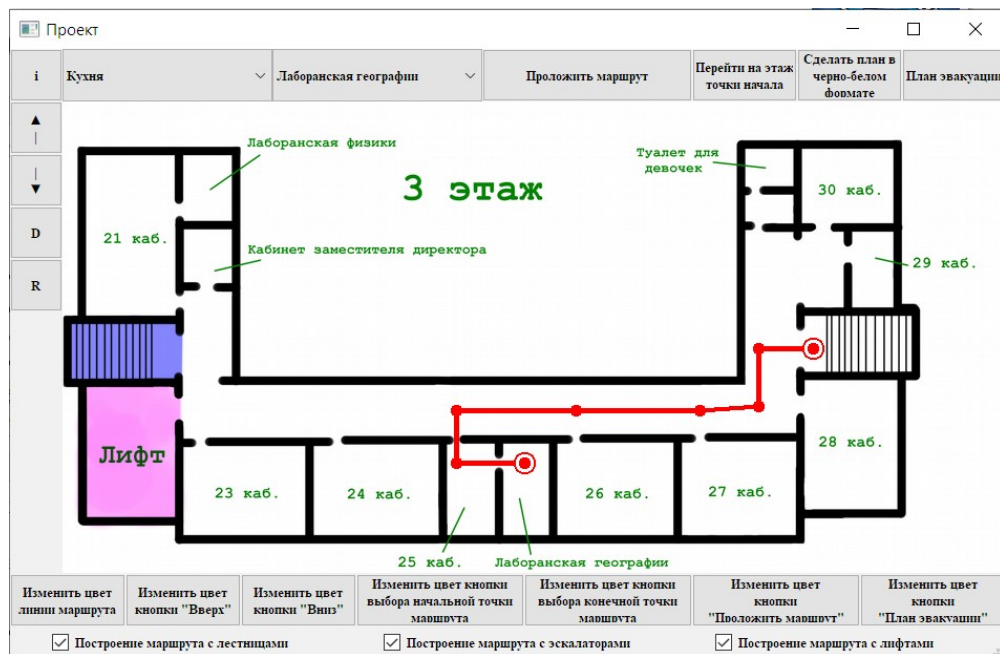 Проект
i
Кухня
Лаборанская географии
Проложить маршрут
Перейти на этаж
точки начала
Сделать план в
черно-белом
формате
План эвакуации
▲
|
|
▼
D
R
Лаборанская физики
3 этаж
Туалет для
девочек
30 каб.
21 каб.
Кабинет заместителя директора
29 каб.
Лифт
28 каб.
23 каб.
24 каб.
26 каб.
27 каб.
25 каб.
Лаборанская географии
Изменить цвет
линии маршрута
Изменить цвет
кнопки "Вверх"
Изменить цвет
кнопки "Вниз"
Изменить цвет кнопки
выбора начальной точки
маршрута
Изменить цвет кнопки
выбора конечной точки
маршрута
Изменить цвет
кнопки
"Проложить маршрут"
Изменить цвет
кнопки
"План эвакуации"
Построение маршрута с лестницами
Построение маршрута с эскалаторами
Построение маршрута с лифтами